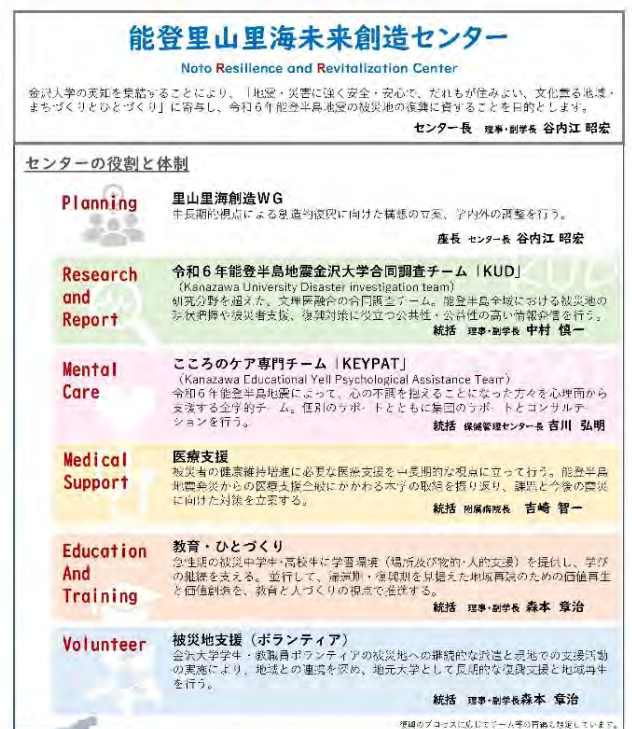 能登里山里海未来創造センター
Noto Resilience and Revitalization Center
金沢大学の英知を集結することにより、「地震・災害に強く安全・安心で、だれもが住みよい、文化薫る地域・
まちづくりとひとづくり」に寄与し、令和6年能登半島地震の被災地の復興に資することを目的とします。
センター長 理事・副学長 谷内江 昭宏
センターの役割と体制
Planning
里山里海創造WG
中長期的視点による創造的復興に向けた構想の立案、学内外の調整を行う。
座長 センター長 谷内江 昭宏
Research
and
Report
令和6年能登半島地震金沢大学合同調査チーム「KUD」
(Kanazawa University Disaster investigation team)
研究分野を超えた、文理医融合の合同調査チーム。能登半島全域における被災地の
現状把握や被災者支援、復興対策に役立つ公共性・公益性の高い情報発信を行う。
統括 理事・副学長 中村 慎一
Mental
Care
こころのケア専門チーム「KEYPAT」
(Kanazawa Educational Yell Psychological Assistance Team)
令和6年能登半島地震によって、心の不調を抱えることになった方々を心理面から
支援する全学的チーム。個別のサポートとともに集団のサポートとコンサルテー
ションを行う。
統括 保健管理センター長 吉川 弘明
Medical
Support
医療支援
被災者の健康維持増進に必要な医療支援を中長期的な視点に立って行う。能登半島
地震発災からの医療支援全般にかかわる本学の取組を振り返り、課題と今後の震災
に向けた対策を立案する。
統括 附属病院長 吉崎 智一
Education
And
Training
教育・ひとづくり
急性期の被災中学生・高校生に学習環境（場所及び物的・人的支援）を提供し、学び
の継続を支える。並行して、復興期を見据えた地域再建のための価値再生
と価値創造を、教育と人づくりの視点で推進する。
統括 理事・副学長 森本 章治
Volunteer
被災地支援（ボランティア）
金沢大学学生・教職員ボランティアの被災地への継続的な派遣と現地での支援活動
の実施により、地域との連携を深め、地元大学として長期的な復興支援と地域再生
を行う。
統括 理事・副学長 森本 章治
復興のプロセスに応じてチーム等の再編も想定しています。